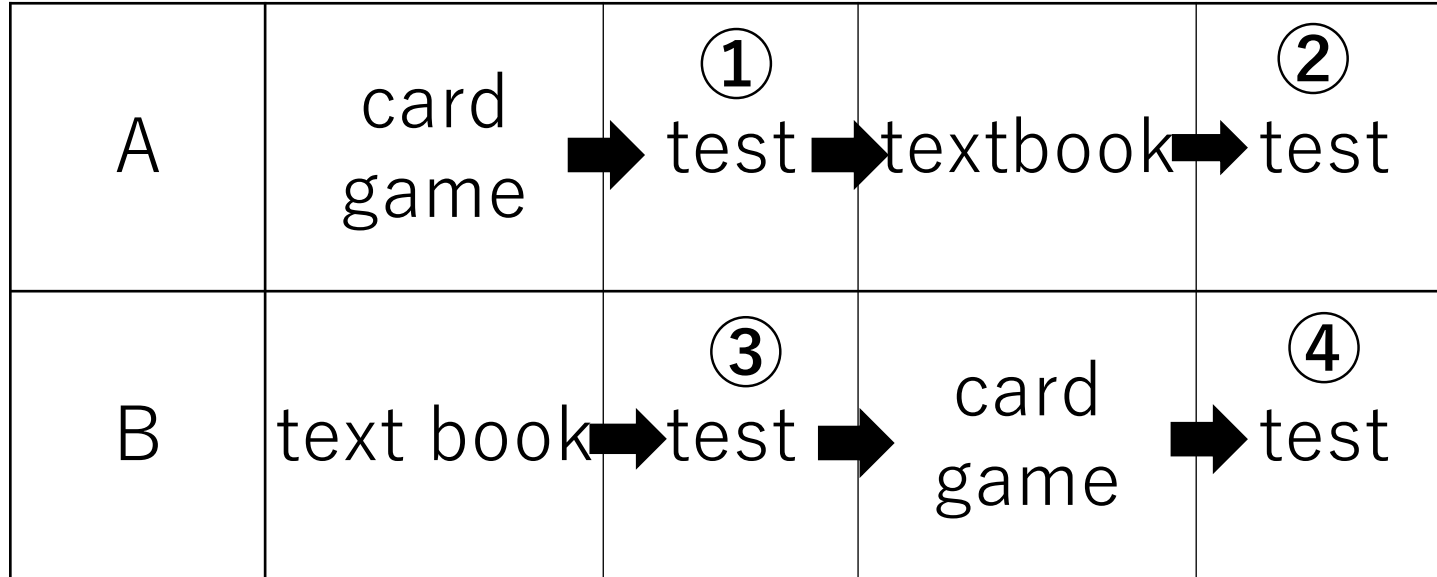 A
card
game
①
test
textbook
②
test
B
text book
③
test
card
game
④
test